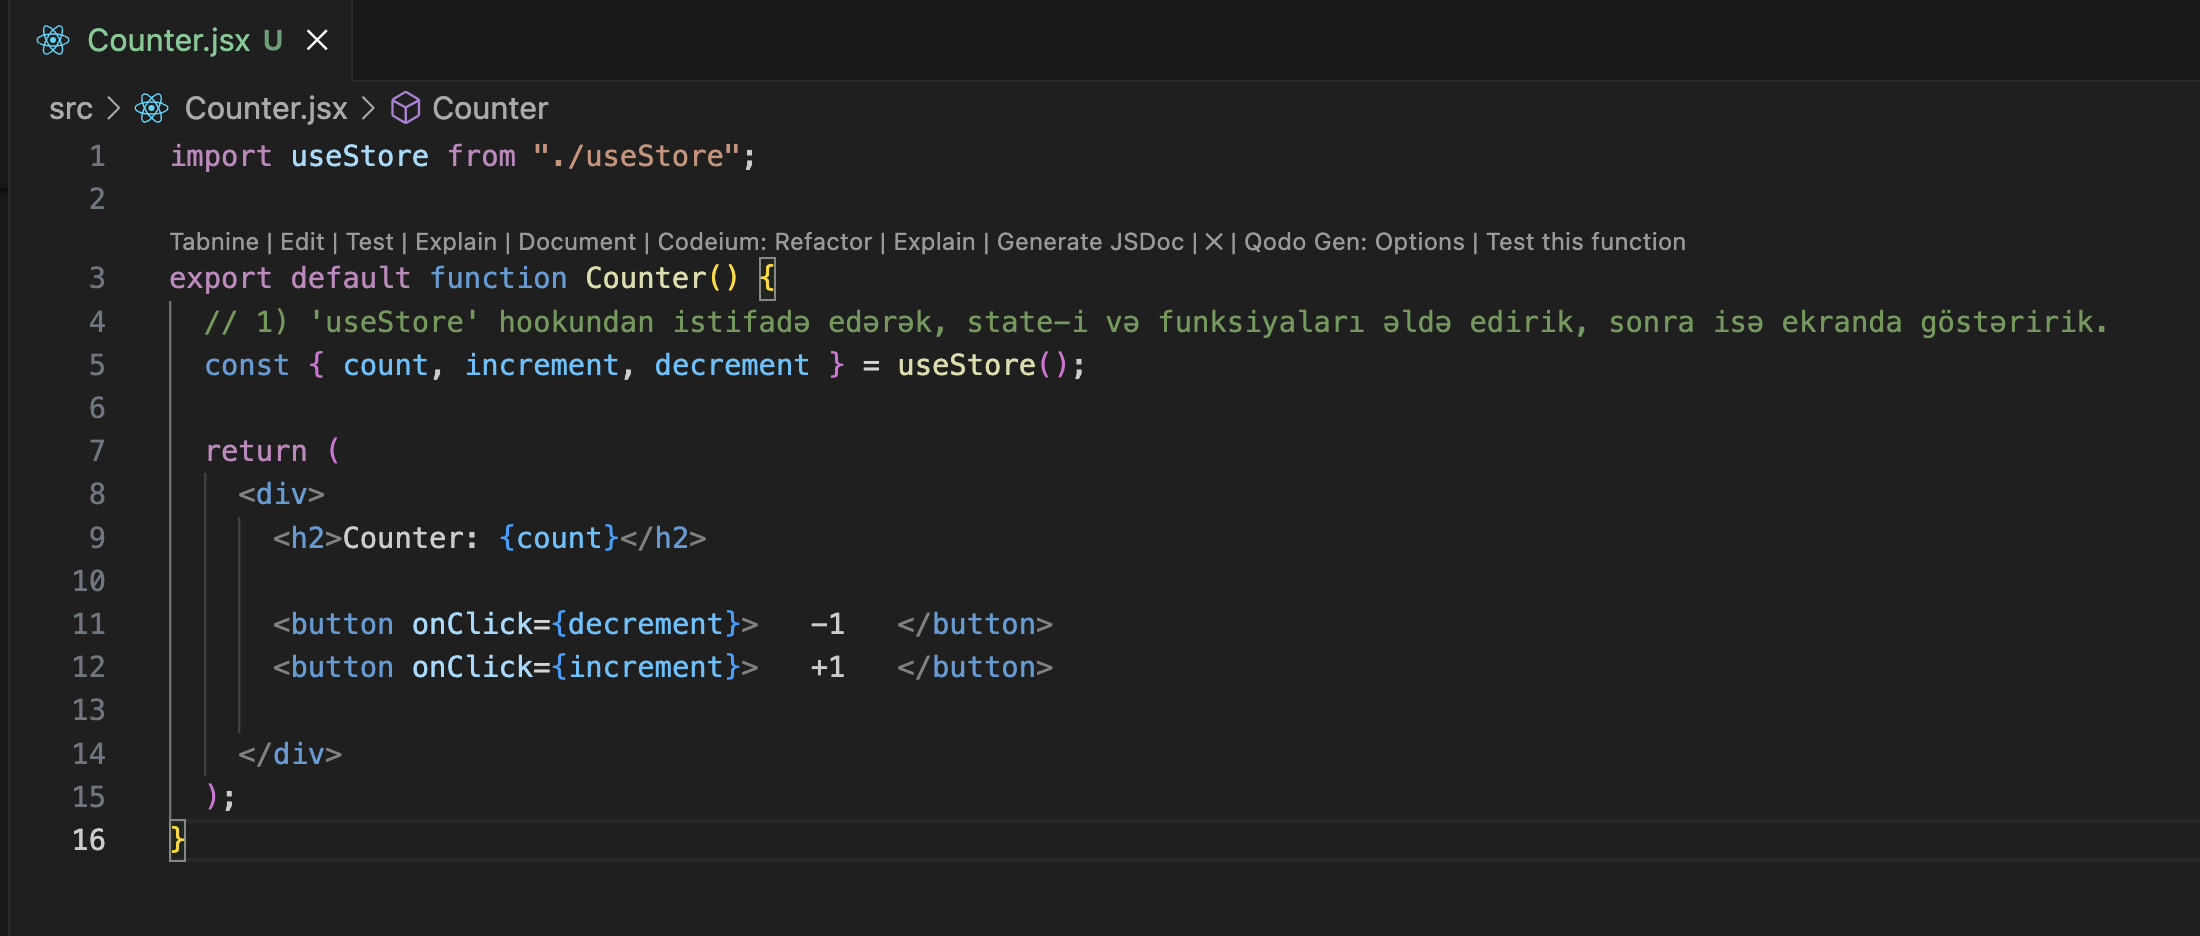 Counter.jsx U
src > Counter.jsx > Counter
1 import useStore from "./useStore";
2
Tabnine | Edit | Test | Explain | Document | Codeium: Refactor | Explain | Generate JSDoc | × | Qodo Gen: Options | Test this function
3 export default function Counter() {
4 // 1) 'useStore' hookundan istifadə edərək, state-i və funksiyaları əldə edirik, sonra isə ekranda göstəririk.
5 const { count, increment, decrement } = useStore();
6
7 return (
8 <div>
9 <h2>Counter: {count}</h2>
10
11 <button onClick={decrement}>   -1   </button>
12 <button onClick={increment}>   +1   </button>
13
14 </div>
15 );
16 }